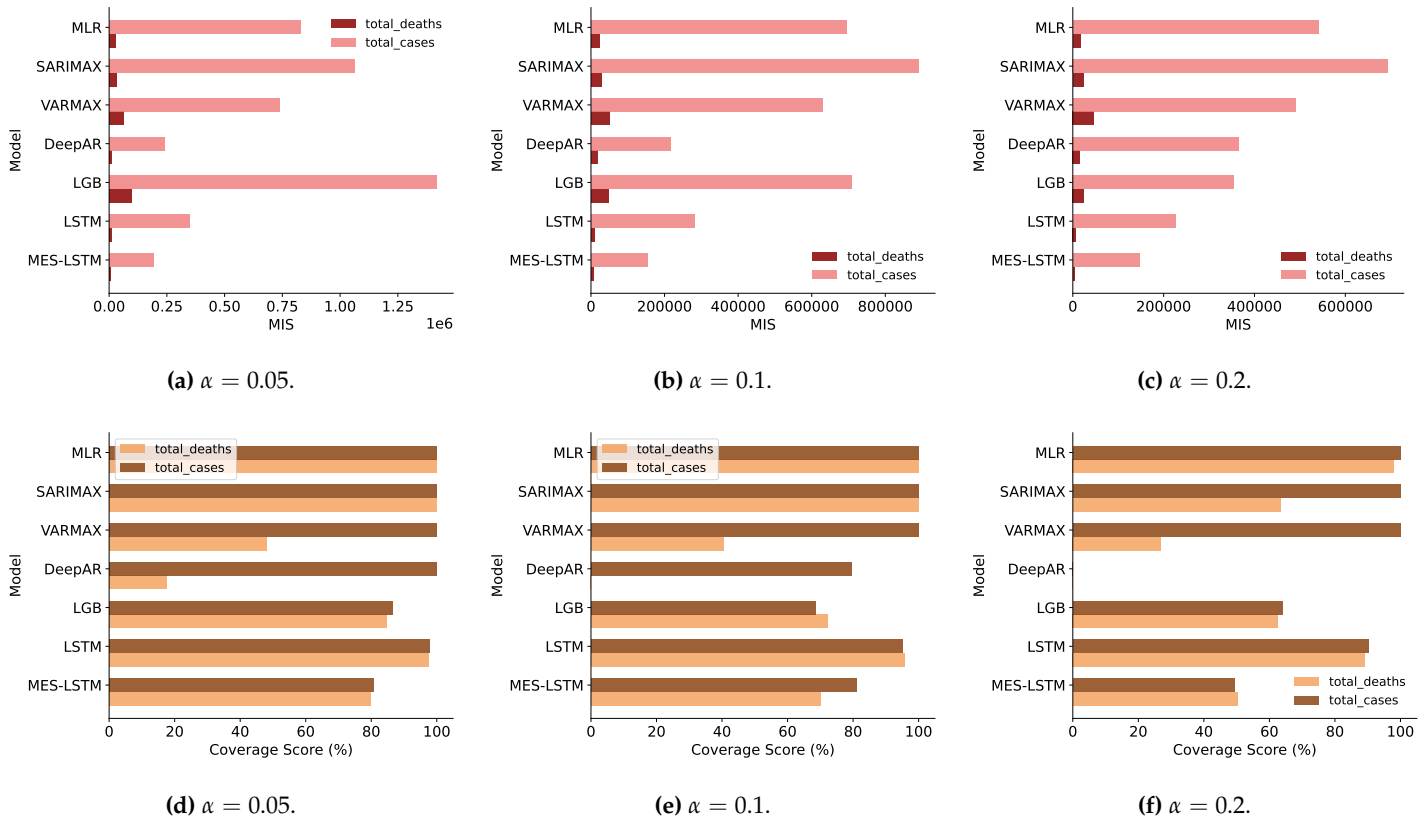 MLR
SARIMAX
VARMAX
DeepAR
LGB
LSTM
MES-LSTM
Model
total_deaths
total_cases
0.00 0.25 0.50 0.75 1.00 1.25
MIS
1e6
(a) α = 0.05.
MLR
SARIMAX
VARMAX
DeepAR
LGB
LSTM
MES-LSTM
Model
total_deaths
total_cases
0 200000 400000 600000 800000
MIS
(b) α = 0.1.
MLR
SARIMAX
VARMAX
DeepAR
LGB
LSTM
MES-LSTM
Model
total_deaths
total_cases
0 200000 400000 600000
MIS
(c) α = 0.2.
MLR
SARIMAX
VARMAX
DeepAR
LGB
LSTM
MES-LSTM
Model
total_deaths
total_cases
0 20 40 60 80 100
Coverage Score (%)
(d) α = 0.05.
MLR
SARIMAX
VARMAX
DeepAR
LGB
LSTM
MES-LSTM
Model
total_deaths
total_cases
0 20 40 60 80 100
Coverage Score (%)
(e) α = 0.1.
MLR
SARIMAX
VARMAX
DeepAR
LGB
LSTM
MES-LSTM
Model
total_deaths
total_cases
0 20 40 60 80 100
Coverage Score (%)
(f) α = 0.2.